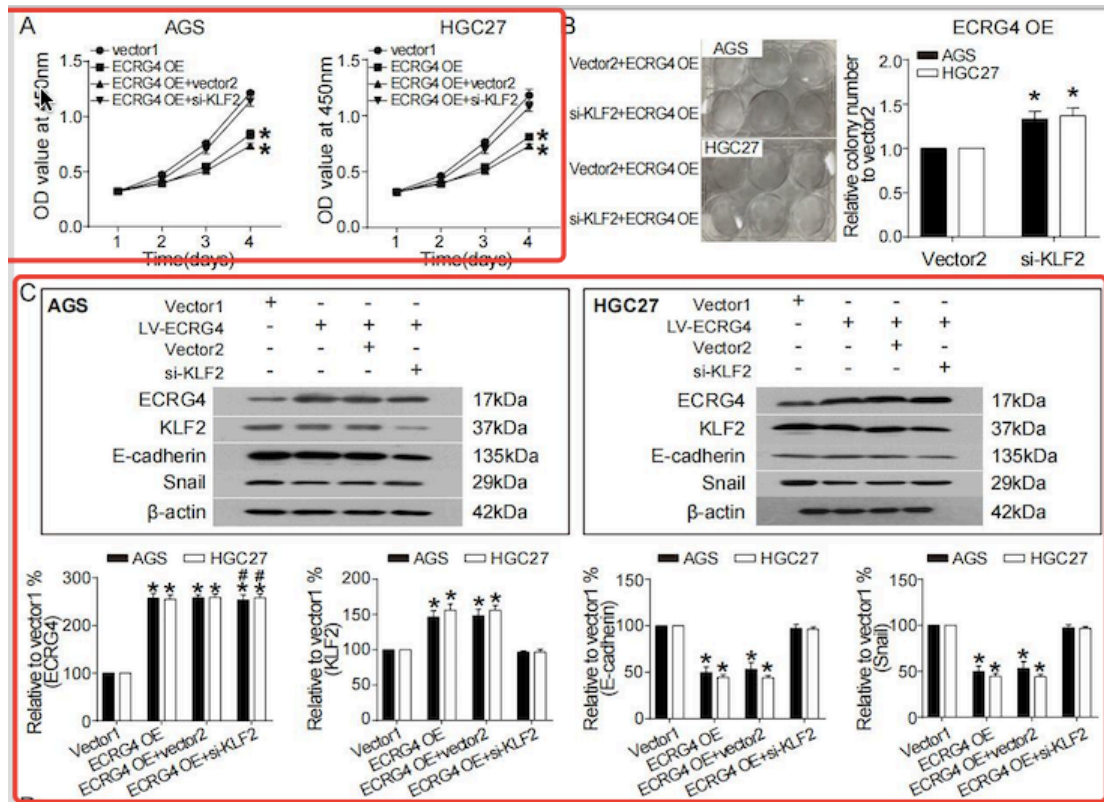 A
AGS
OD value at 450nm
1.5
1.0
0.5
0.0
vector1
ECRG4 OE
ECRG4 OE+vector2
ECRG4 OE+si-KLF2
*
*
1 2 3 4
Time(days)
HGC27
OD value at 450nm
1.5
1.0
0.5
0.0
vector1
ECRG4 OE
ECRG4 OE+vector2
ECRG4 OE+si-KLF2
*
*
1 2 3 4
Time(days)
B
AGS
Vector2+ECRG4 OE
si-KLF2+ECRG4 OE
HGC27
Vector2+ECRG4 OE
si-KLF2+ECRG4 OE
ECRG4 OE
AGS
HGC27
Relative colony number
to vector2
2.0
1.5
1.0
0.5
0.0
* *
Vector2 si-KLF2
C
AGS
Vector1 + - - -
LV-ECRG4 - + + +
Vector2 - - + -
si-KLF2 - - - +
ECRG4 17kDa
KLF2 37kDa
E-cadherin 135kDa
Snail 29kDa
β-actin 42kDa
HGC27
Vector1 + - - -
LV-ECRG4 - + + +
Vector2 - - + -
si-KLF2 - - - +
ECRG4 17kDa
KLF2 37kDa
E-cadherin 135kDa
Snail 29kDa
β-actin 42kDa
AGS HGC27
Relative to vector1 %
(ECRG4)
300
200
100
0
# #
* * * * * *
Vector1
ECRG4 OE
ECRG4 OE+vector2
ECRG4 OE+si-KLF2
AGS HGC27
Relative to vector1 %
(KLF2)
200
150
100
50
0
* * * *
Vector1
ECRG4 OE
ECRG4 OE+vector2
ECRG4 OE+si-KLF2
AGS HGC27
Relative to vector1 %
(E-cadherin)
150
100
50
0
* * * *
Vector1
ECRG4 OE
ECRG4 OE+vector2
ECRG4 OE+si-KLF2
AGS HGC27
Relative to vector1 %
(Snail)
150
100
50
0
* * * *
Vector1
ECRG4 OE
ECRG4 OE+vector2
ECRG4 OE+si-KLF2